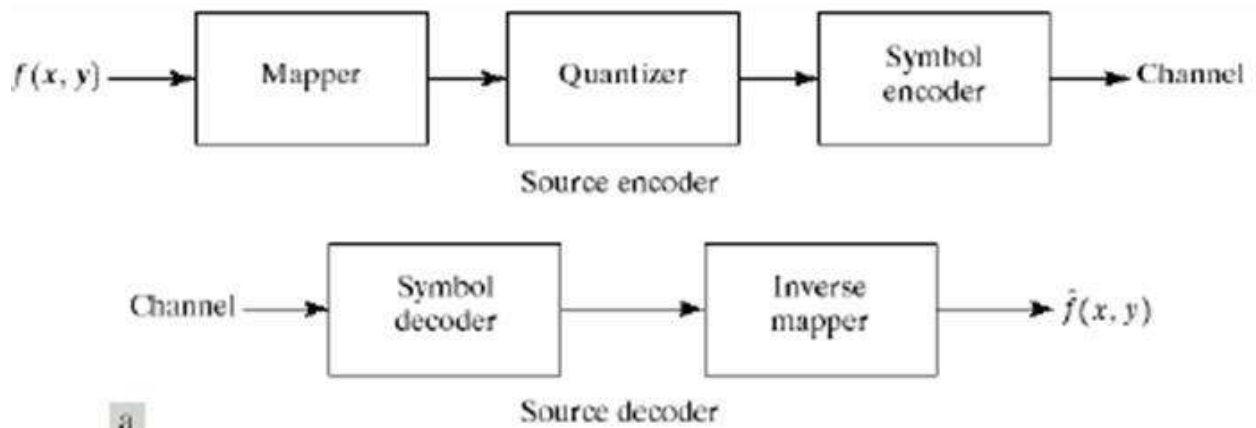 f(x, y) Mapper Quantizer Symbol encoder Channel
Source encoder
Channel Symbol decoder Inverse mapper f̂(x, y)
Source decoder
a